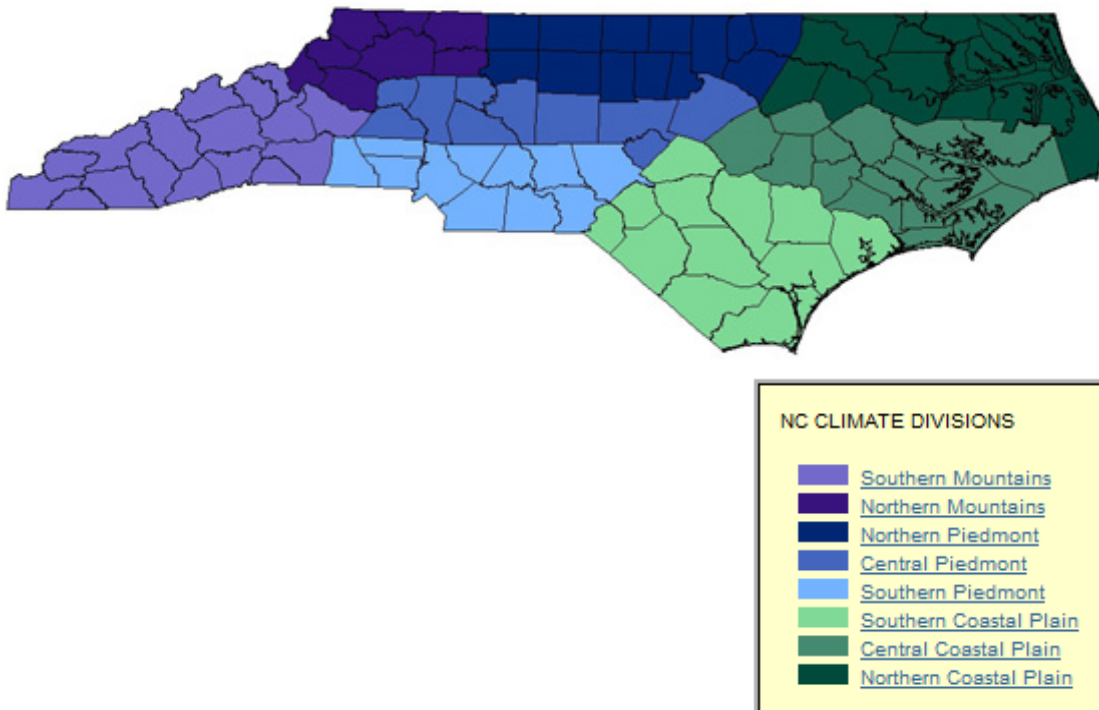 NC CLIMATE DIVISIONS
Southern Mountains
Northern Mountains
Northern Piedmont
Central Piedmont
Southern Piedmont
Southern Coastal Plain
Central Coastal Plain
Northern Coastal Plain